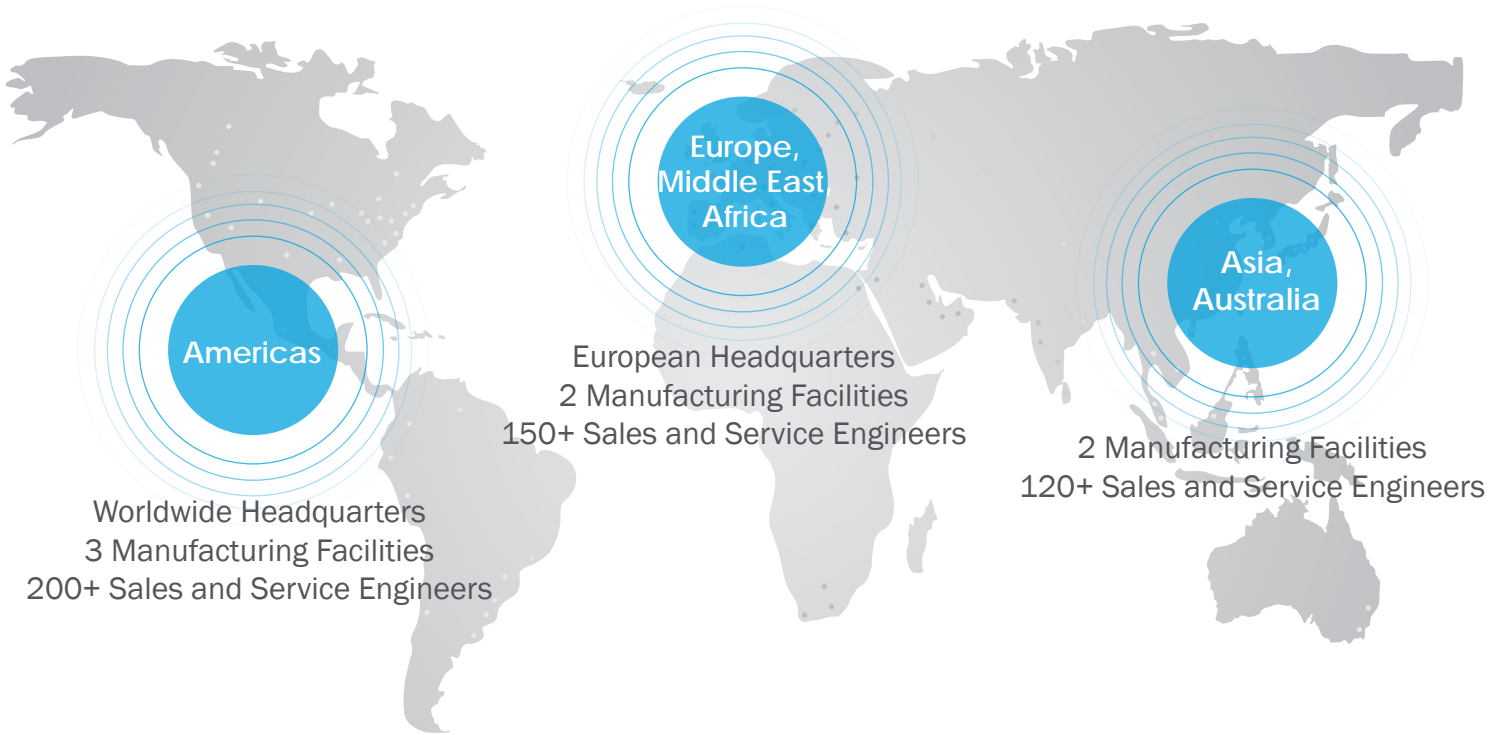 Europe,
Middle East,
Africa
European Headquarters
2 Manufacturing Facilities
150+ Sales and Service Engineers
Asia,
Australia
2 Manufacturing Facilities
120+ Sales and Service Engineers
Americas
Worldwide Headquarters
3 Manufacturing Facilities
200+ Sales and Service Engineers